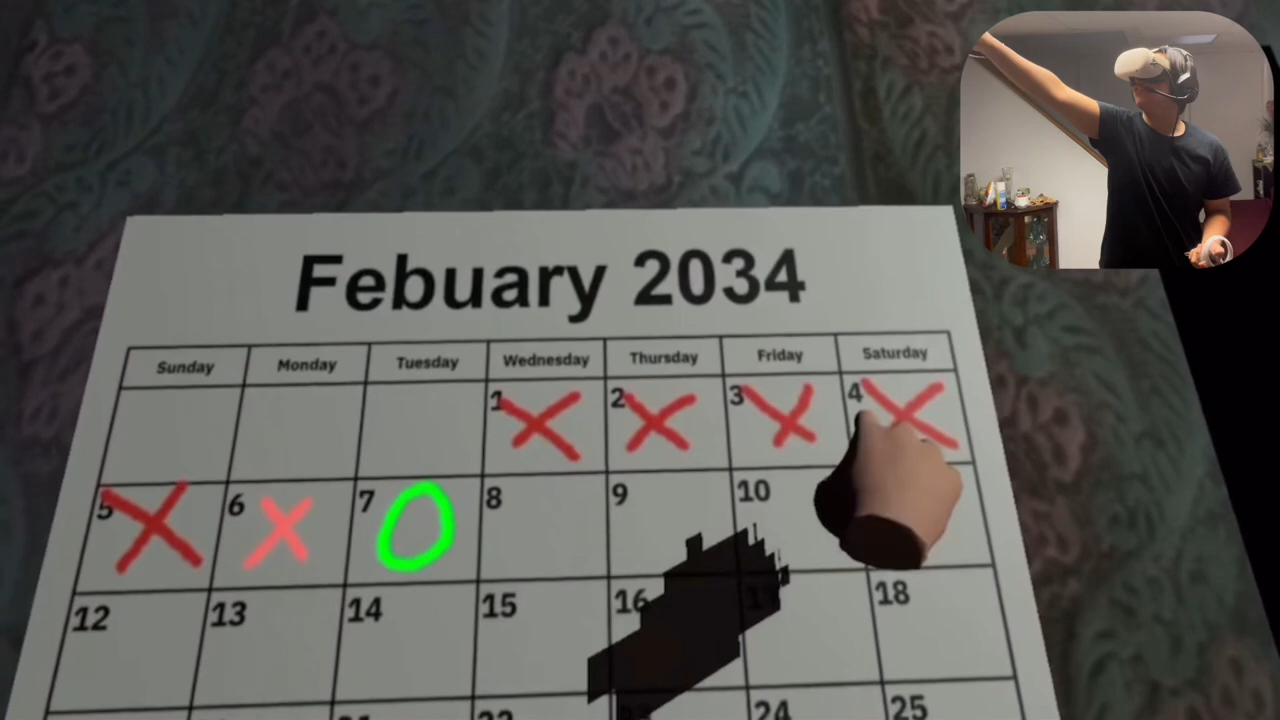 Febuary 2034
Sunday Monday Tuesday Wednesday Thursday Friday Saturday
1 2 3 4
5 6 7 8 9 10
12 13 14 15 16 17 18
24 25